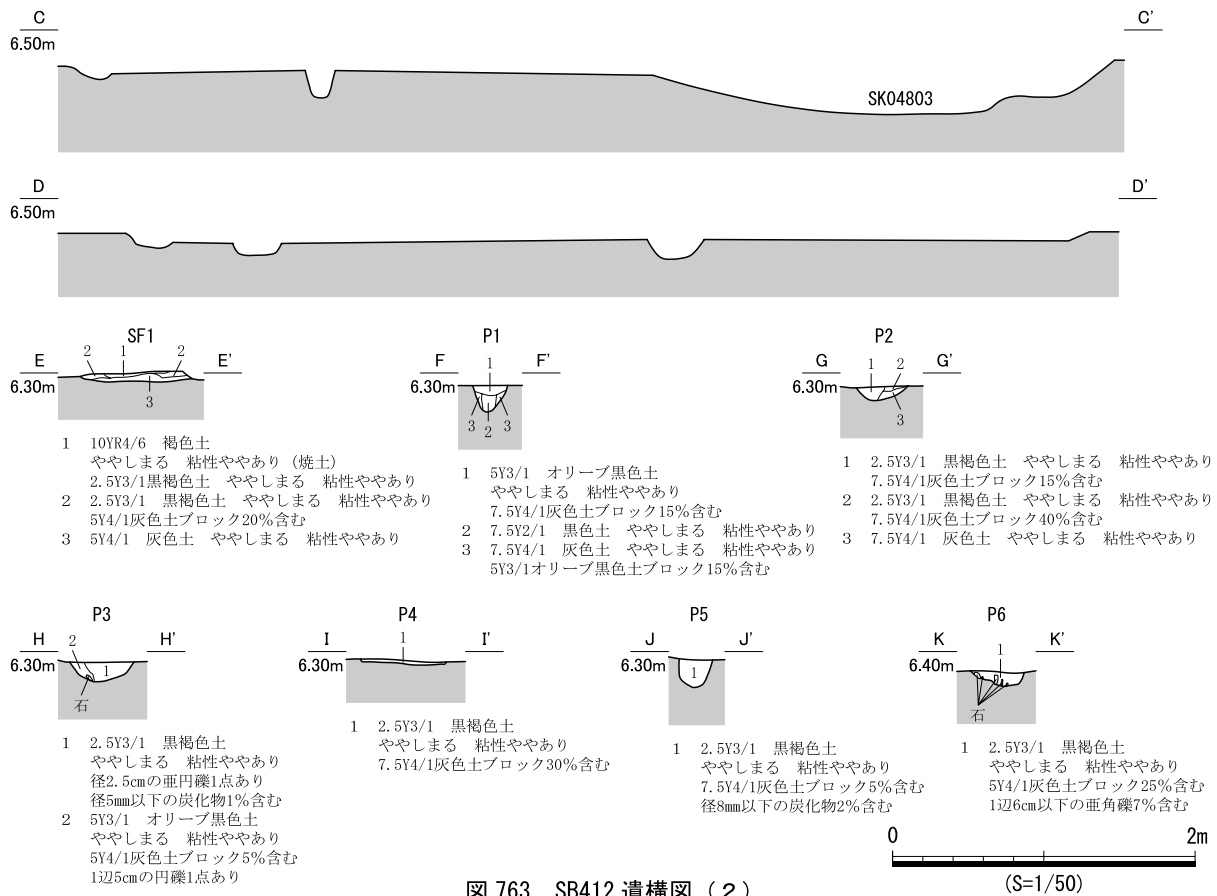 C C'
6.50m
SK04803
D D'
6.50m
SF1
2 1 2
E E'
6.30m
3
1 10YR4/6 褐色土
ややしまる 粘性ややあり（焼土）
2.5Y3/1黒褐色土 ややしまる 粘性ややあり
2 2.5Y3/1 黒褐色土 ややしまる 粘性ややあり
5Y4/1灰色土ブロック20%含む
3 5Y4/1 灰色土 ややしまる 粘性ややあり
P1
F 1 F'
6.30m
3 2 3
1 5Y3/1 オリーブ黒色土
ややしまる 粘性ややあり
7.5Y4/1灰色土ブロック15%含む
2 7.5Y2/1 黒色土 ややしまる 粘性ややあり
3 7.5Y4/1 灰色土 ややしまる 粘性ややあり
5Y3/1オリーブ黒色土ブロック15%含む
P2
G 1 2 G'
6.30m
3
1 2.5Y3/1 黒褐色土 ややしまる 粘性ややあり
7.5Y4/1灰色土ブロック15%含む
2 2.5Y3/1 黒褐色土 ややしまる 粘性ややあり
7.5Y4/1灰色土ブロック40%含む
3 7.5Y4/1 灰色土 ややしまる 粘性ややあり
P3
H 2 H'
6.30m 1
石
1 2.5Y3/1 黒褐色土
ややしまる 粘性ややあり
径2.5cmの亜円礫1点あり
径5mm以下の炭化物1%含む
2 5Y3/1 オリーブ黒色土
ややしまる 粘性ややあり
5Y4/1灰色土ブロック5%含む
1辺5cmの円礫1点あり
P4
I 1 I'
6.30m
1 2.5Y3/1 黒褐色土
ややしまる 粘性ややあり
7.5Y4/1灰色土ブロック30%含む
P5
J J'
6.30m 1
1 2.5Y3/1 黒褐色土
ややしまる 粘性ややあり
7.5Y4/1灰色土ブロック5%含む
径8mm以下の炭化物2%含む
P6
K 1 K'
6.40m
石
1 2.5Y3/1 黒褐色土
ややしまる 粘性ややあり
5Y4/1灰色土ブロック25%含む
1辺6cm以下の亜角礫7%含む
0 2m
(S=1/50)
図 763 SB412 遺構図（2）